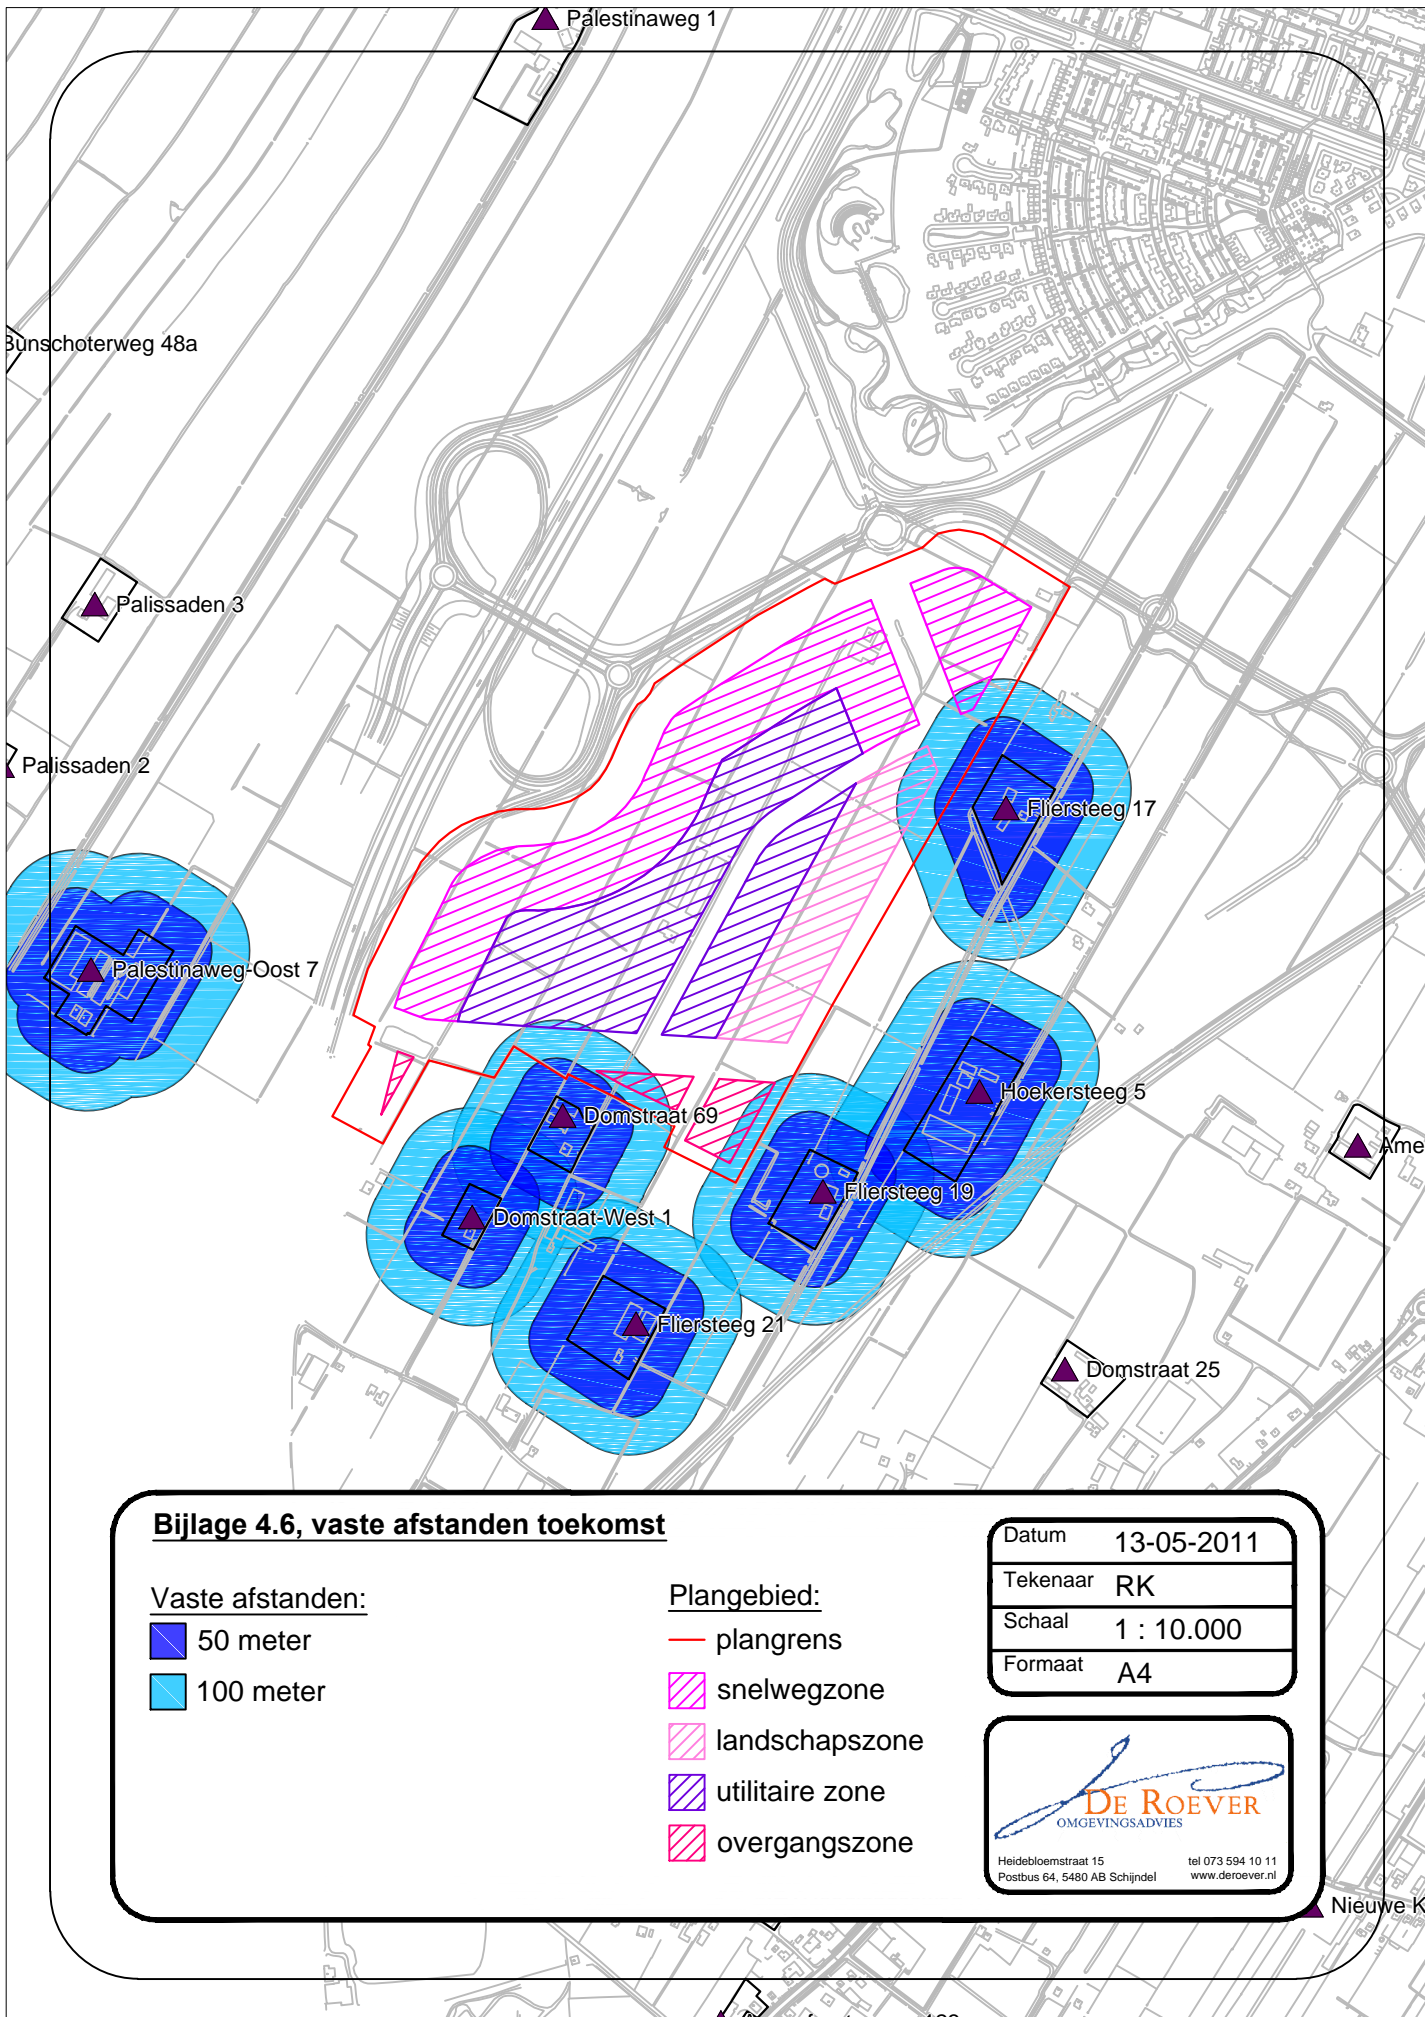 Palestinaweg 1
Bunschoterweg 48a
Palissaden 3
Palissaden 2
Fliersteeg 17
Palestinaweg-Oost 7
Hoekersteeg 5
Domstraat 69
Ame
Fliersteeg 19
Domstraat-West 1
Fliersteeg 21
Domstraat 25
Bijlage 4.6, vaste afstanden toekomst
Vaste afstanden:
50 meter
100 meter
Plangebied:
plangrens
snelwegzone
landschapszone
utilitaire zone
overgangszone
Datum 13-05-2011
Tekenaar RK
Schaal 1 : 10.000
Formaat A4
DE ROEVER
OMGEVINGSADVIES
Heidebloemstraat 15 tel 073 594 10 11
Postbus 64, 5480 AB Schijndel www.deroever.nl
Nieuwe K